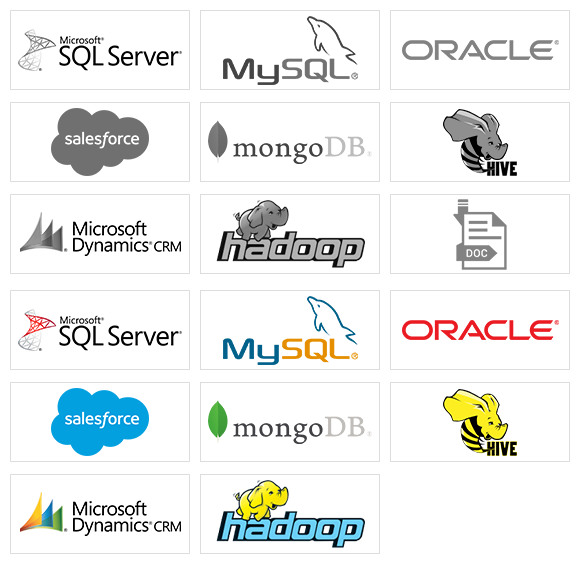 Microsoft®
SQL Server®
MySQL®
ORACLE®
salesforce
mongoDB®
HIVE
Microsoft
Dynamics® CRM
hadoop
DOC
Microsoft®
SQL Server®
MySQL®
ORACLE®
salesforce
mongoDB®
HIVE
Microsoft
Dynamics® CRM
hadoop